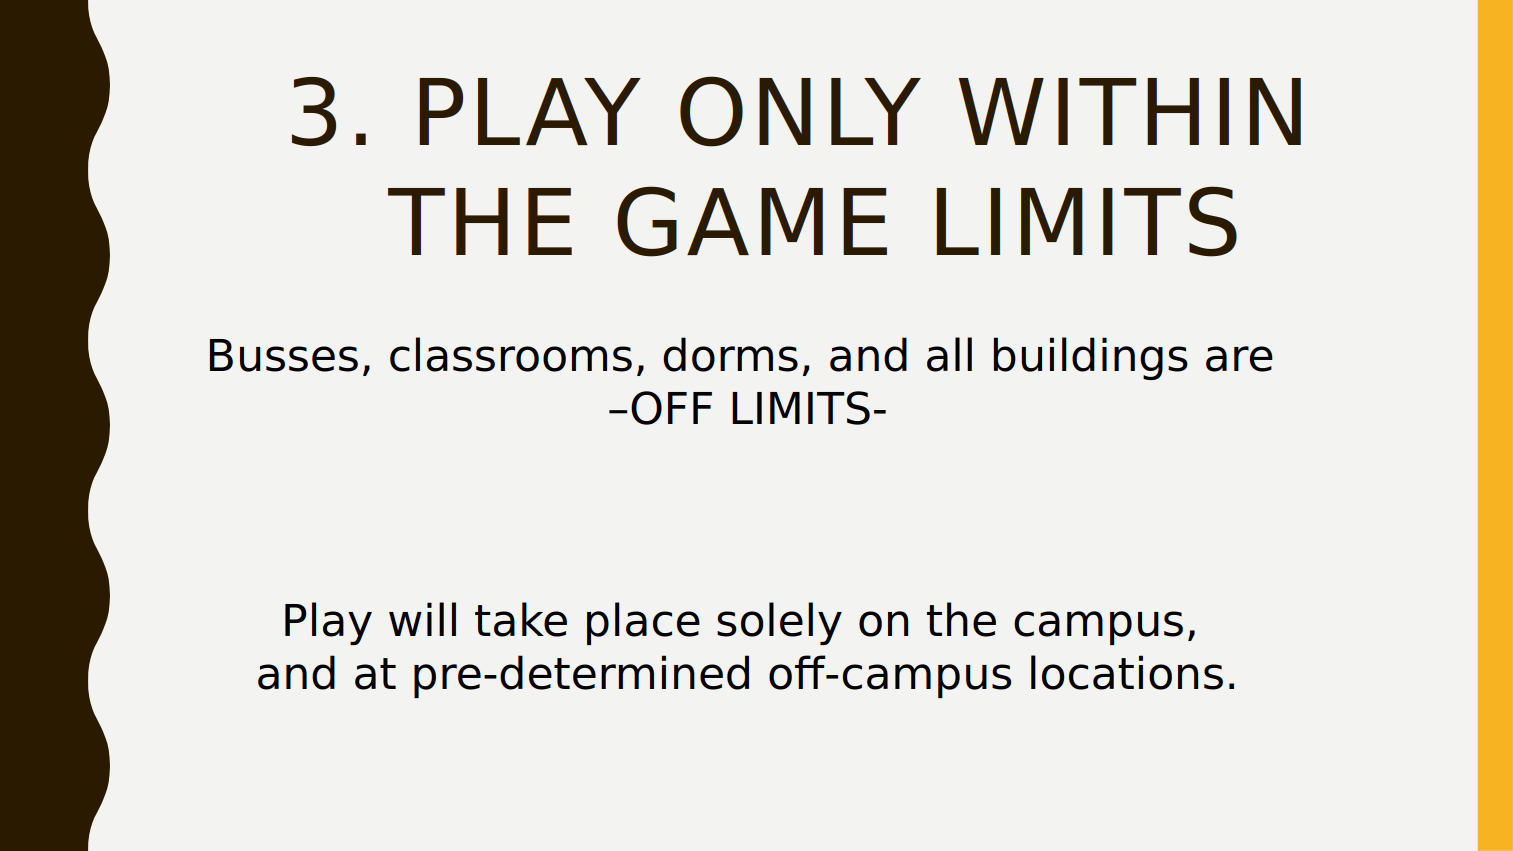 3. PLAY ONLY WITHIN
THE GAME LIMITS
Busses, classrooms, dorms, and all buildings are
–OFF LIMITS-
Play will take place solely on the campus,
and at pre-determined off-campus locations.